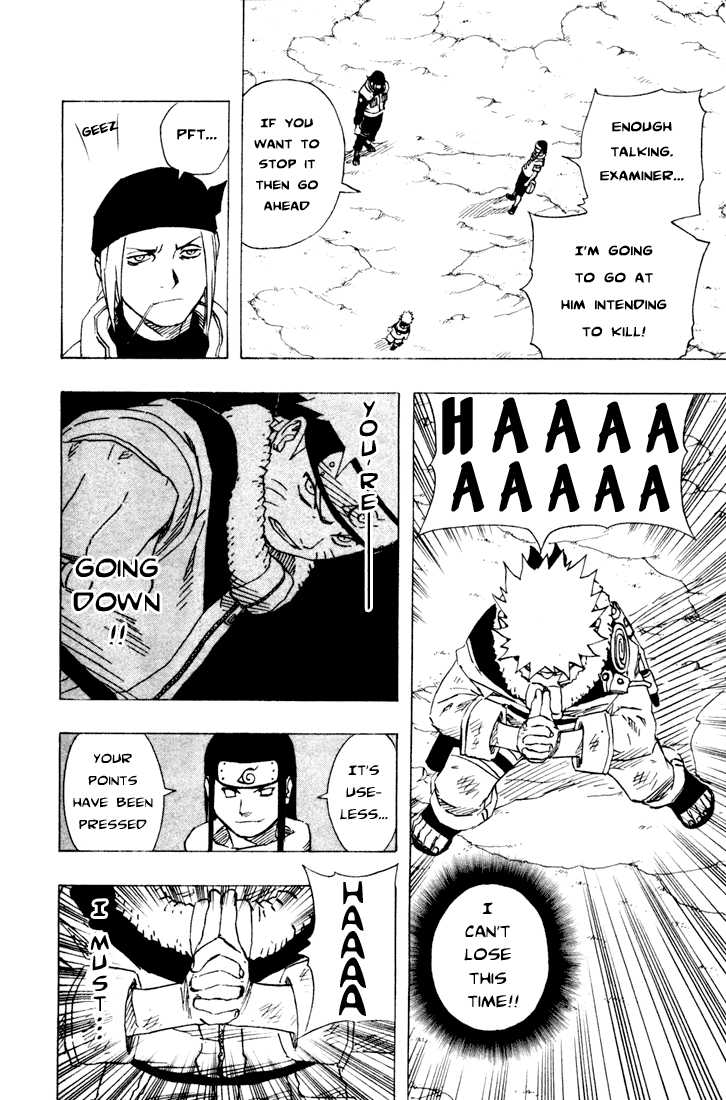 ENOUGH
TALKING.
EXAMINER...
I'M GOING
TO GO AT
HIM INTENDING
TO KILL!
IF YOU
WANT TO
STOP IT
THEN GO
AHEAD
PFT...
GEEZ
HAAAA
AAAAA
I
CAN'T
LOSE
THIS
TIME!!
YOU'RE
GOING
DOWN
!!
IT'S
USE-
LESS...
YOUR
POINTS
HAVE BEEN
PRESSED
HAAAA
I MUST...